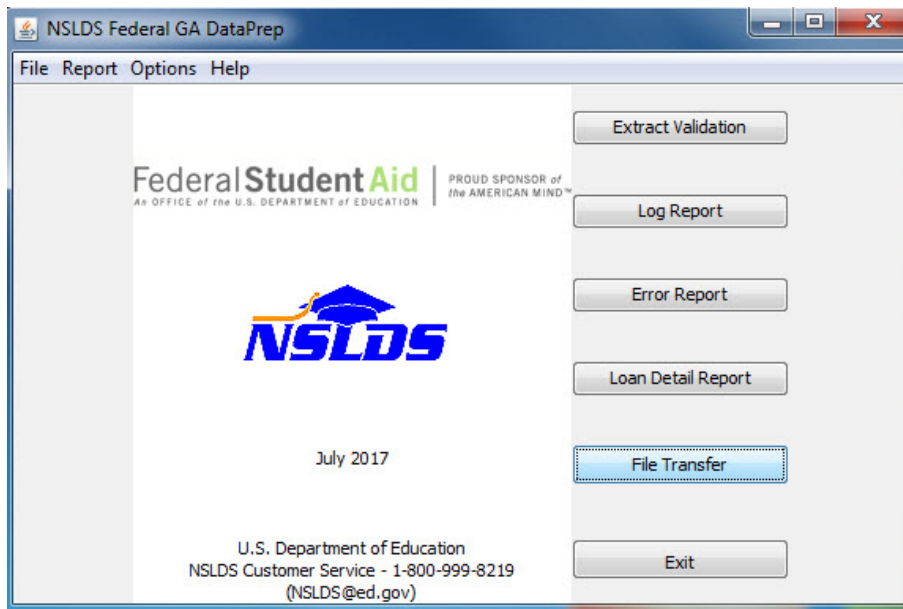 NSLDS Federal GA DataPrep
File Report Options Help
Extract Validation
Federal Student Aid
An OFFICE of the U.S. DEPARTMENT of EDUCATION
PROUD SPONSOR of
the AMERICAN MIND™
Log Report
Error Report
NSLDS
Loan Detail Report
July 2017
File Transfer
U.S. Department of Education
NSLDS Customer Service - 1-800-999-8219
(NSLDS@ed.gov)
Exit